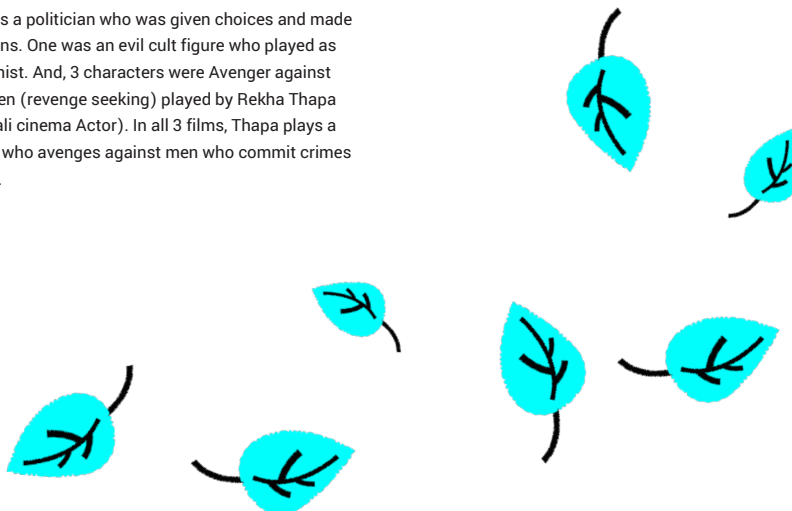 s a politician who was given choices and made
ns. One was an evil cult figure who played as
nist. And, 3 characters were Avenger against
en (revenge seeking) played by Rekha Thapa
ali cinema Actor). In all 3 films, Thapa plays a
who avenges against men who commit crimes
.